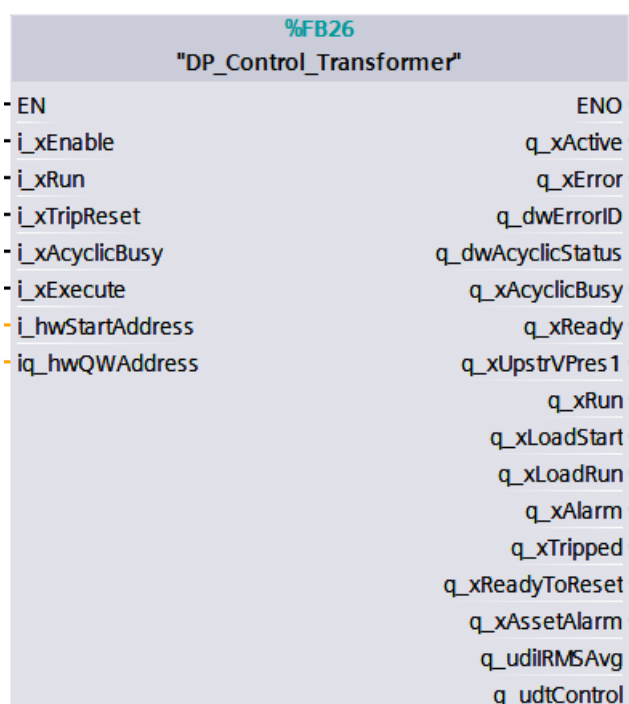 %FB26
"DP_Control_Transformer"
EN ENO
i_xEnable q_xActive
i_xRun q_xError
i_xTripReset q_dwErrorID
i_xAcyclicBusy q_dwAcyclicStatus
i_xExecute q_xAcyclicBusy
i_hwStartAddress q_xReady
iq_hwQWAddress q_xUpstrVPres1
q_xRun
q_xLoadStart
q_xLoadRun
q_xAlarm
q_xTripped
q_xReadyToReset
q_xAssetAlarm
q_udiIRMSAvg
q_udtControl